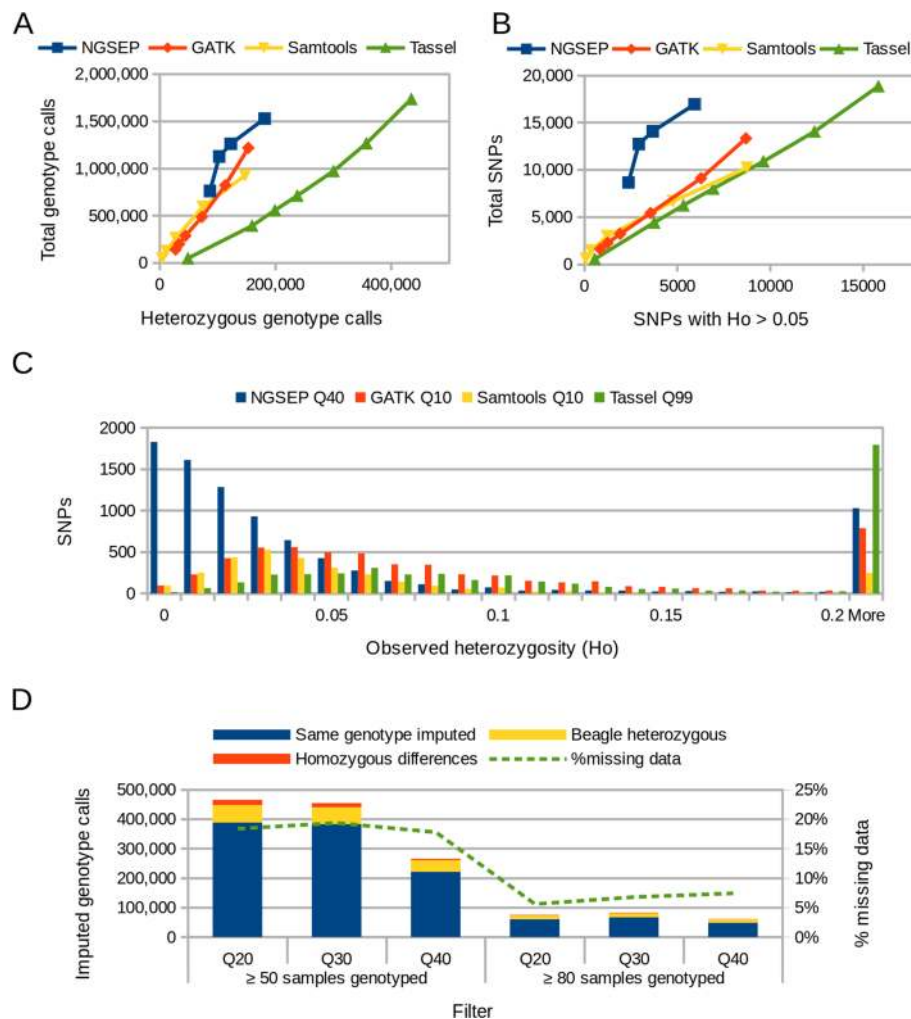 A
NGSEP GATK Samtools Tassel
Total genotype calls
2,000,000
1,500,000
1,000,000
500,000
0
0 200,000 400,000
Heterozygous genotype calls
B
NGSEP GATK Samtools Tassel
Total SNPs
20,000
15,000
10,000
5,000
0
0 5000 10000 15000
SNPs with Ho > 0.05
C
NGSEP Q40 GATK Q10 Samtools Q10 Tassel Q99
SNPs
2000
1500
1000
500
0
0 0.05 0.1 0.15 0.2 More
Observed heterozygosity (Ho)
D
Same genotype imputed Beagle heterozygous
Homozygous differences %missing data
Imputed genotype calls
500,000
400,000
300,000
200,000
100,000
0
25%
20%
15%
10%
5%
0%
% missing data
Q20 Q30 Q40 Q20 Q30 Q40
≥ 50 samples genotyped ≥ 80 samples genotyped
Filter